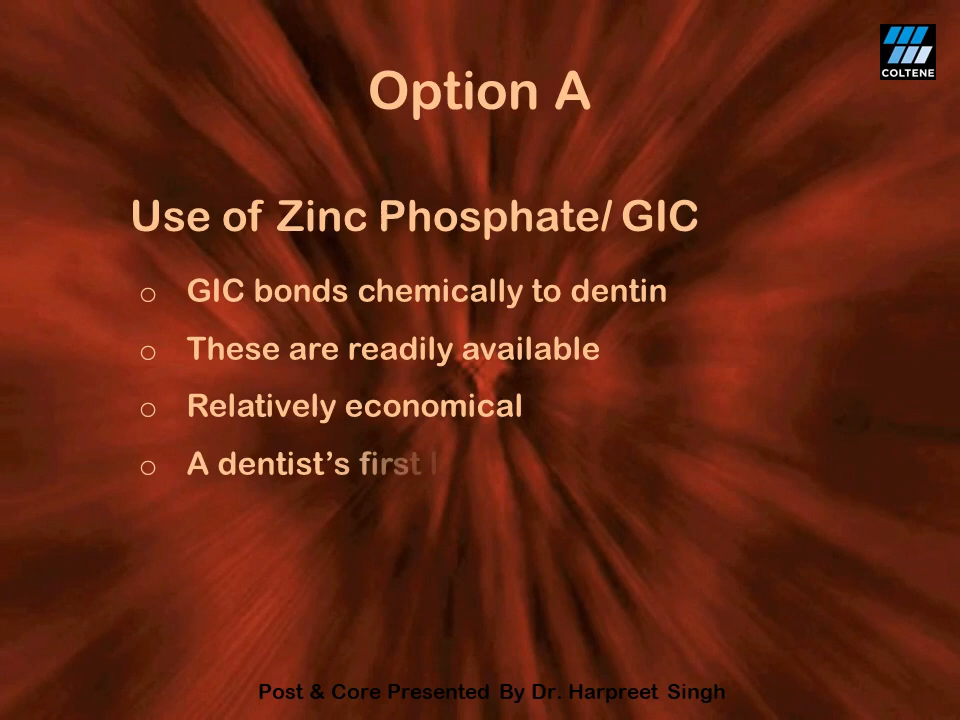 COLTENE
Option A
Use of Zinc Phosphate/ GIC
o GIC bonds chemically to dentin
o These are readily available
o Relatively economical
o A dentist's first
Post & Core Presented By Dr. Harpreet Singh